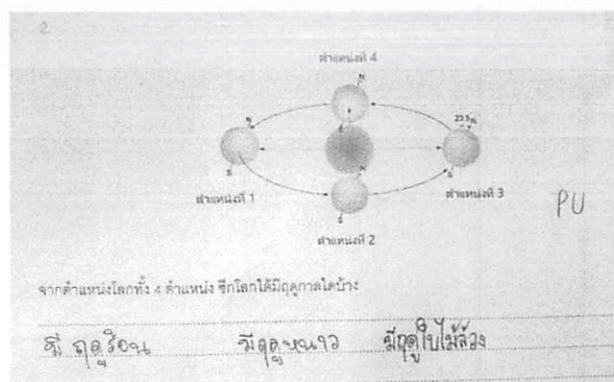 2.
ตำแหน่งที่ 4
N
S
N
S
23.5 N
S
ตำแหน่งที่ 1
N
S
ตำแหน่งที่ 3
PU
ตำแหน่งที่ 2
จากตำแหน่งโลกทั้ง 4 ตำแหน่ง ซีกโลกใต้มีฤดูกาลใดบ้าง
มี ฤดูร้อน มีฤดูหนาว มีฤดูใบไม้ล่วง